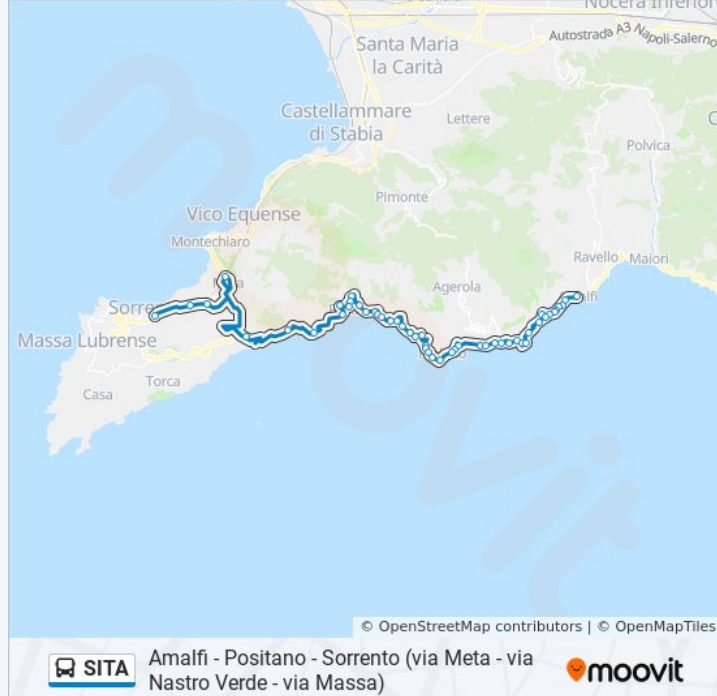 Nocera Inferior
Autostrada A3 Napoli-Salerno
Santa Maria
la Carità
Castellammare
di Stabia
Lettere
Polvica
Pimonte
Vico Equense
Montechiaro
Ravello
Maiori
Agerola
Massa Lubrense
Torca
Casa
moovit
© OpenStreetMap contributors | © OpenMapTiles
SITA
Amalfi - Positano - Sorrento (via Meta - via
Nastro Verde - via Massa)
moovit